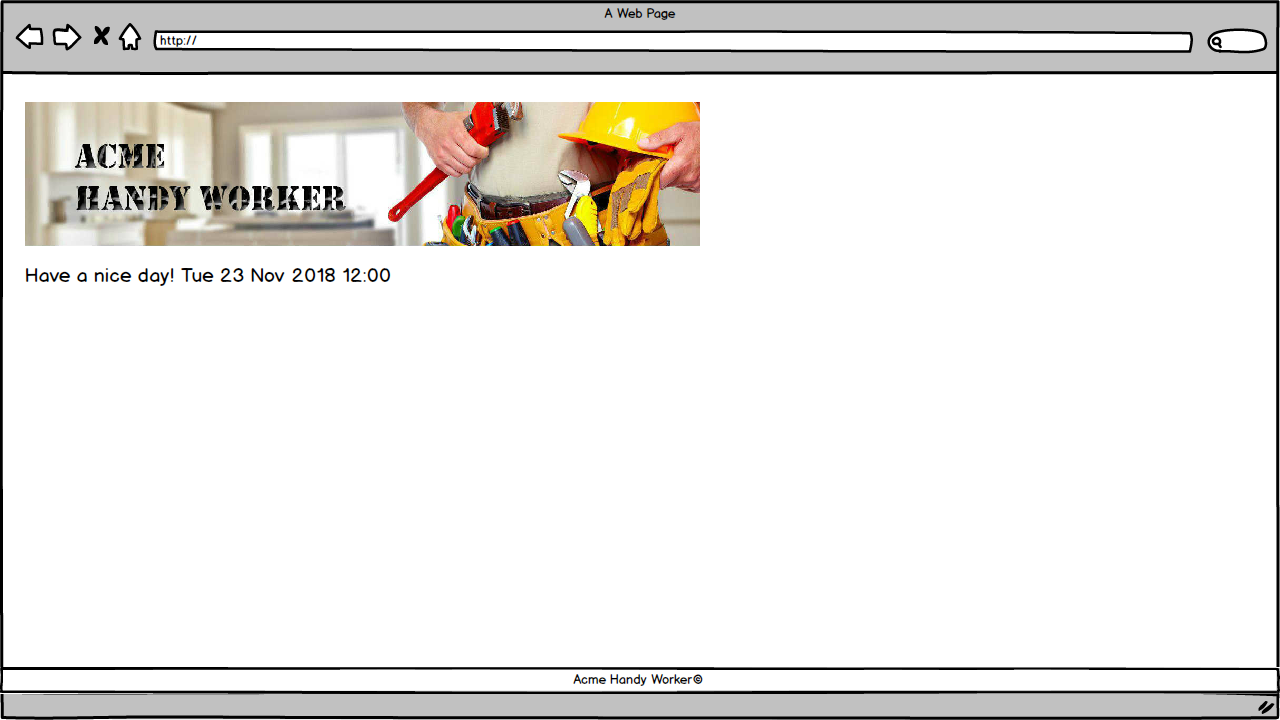 A Web Page
http://
ACME
HANDY WORKER
Have a nice day! Tue 23 Nov 2018 12:00
Acme Handy Worker©